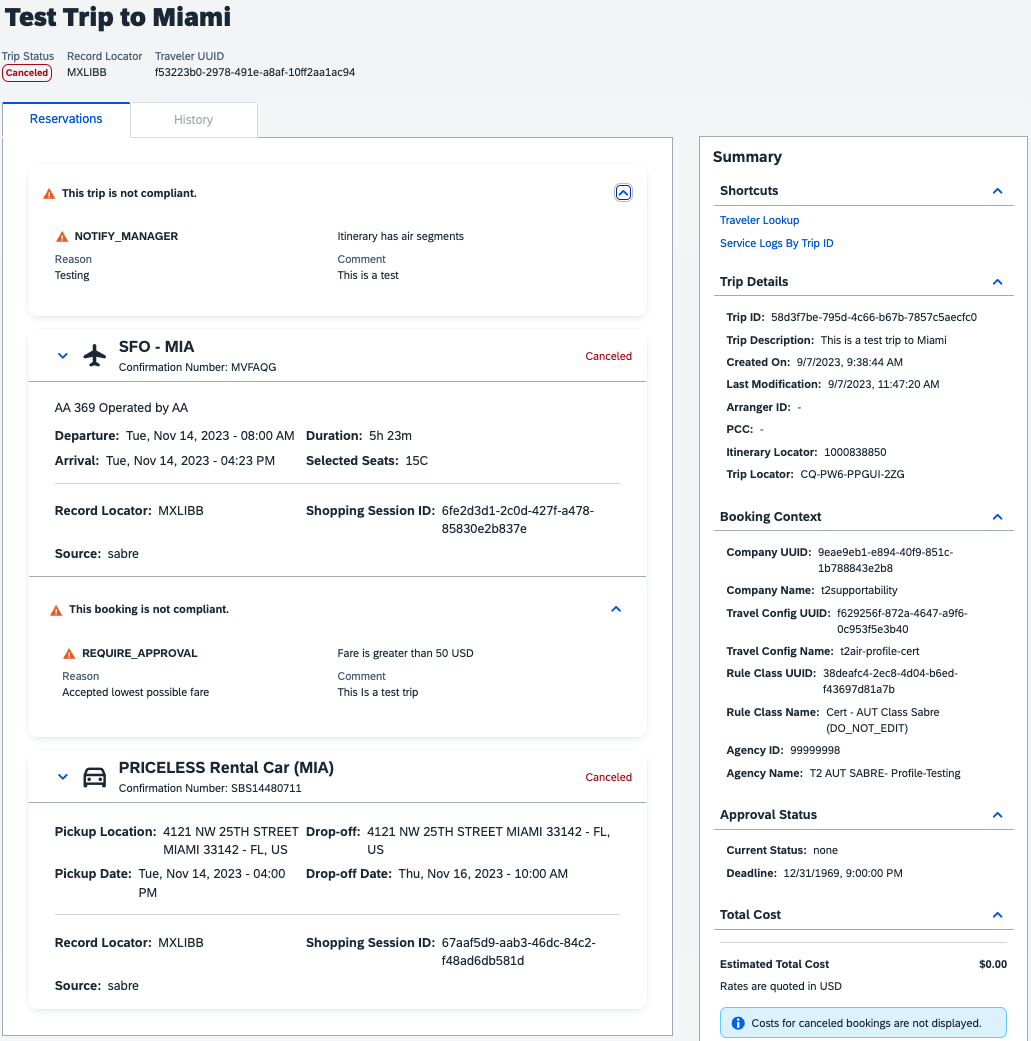 Test Trip to Miami
Trip Status Record Locator Traveler UUID
Canceled MXLIBB f53223b0-2978-491e-a8af-10ff2aa1ac94
Reservations History
This trip is not compliant.
NOTIFY_MANAGER Itinerary has air segments
Reason Comment
Testing This is a test
SFO - MIA
Confirmation Number: MVFAQG
Canceled
AA 369 Operated by AA
Departure: Tue, Nov 14, 2023 - 08:00 AM Duration: 5h 23m
Arrival: Tue, Nov 14, 2023 - 04:23 PM Selected Seats: 15C
Record Locator: MXLIBB Shopping Session ID: 6fe2d3d1-2c0d-427f-a478-
85830e2b837e
Source: sabre
This booking is not compliant.
REQUIRE_APPROVAL Fare is greater than 50 USD
Reason Comment
Accepted lowest possible fare This Is a test trip
PRICELESS Rental Car (MIA)
Confirmation Number: SBS14480711
Canceled
Pickup Location: 4121 NW 25TH STREET Drop-off: 4121 NW 25TH STREET MIAMI 33142 - FL,
MIAMI 33142 - FL, US US
Pickup Date: Tue, Nov 14, 2023 - 04:00 Drop-off Date: Thu, Nov 16, 2023 - 10:00 AM
PM
Record Locator: MXLIBB Shopping Session ID: 67aaf5d9-aab3-46dc-84c2-
f48ad6db581d
Source: sabre
Summary
Shortcuts
Traveler Lookup
Service Logs By Trip ID
Trip Details
Trip ID: 58d3f7be-795d-4c66-b67b-7857c5aecfc0
Trip Description: This is a test trip to Miami
Created On: 9/7/2023, 9:38:44 AM
Last Modification: 9/7/2023, 11:47:20 AM
Arranger ID: -
PCC: -
Itinerary Locator: 1000838850
Trip Locator: CQ-PW6-PPGUI-2ZG
Booking Context
Company UUID: 9eae9eb1-e894-40f9-851c-
1b788843e2b8
Company Name: t2supportability
Travel Config UUID: f629256f-872a-4647-a9f6-
0c953f5e3b40
Travel Config Name: t2air-profile-cert
Rule Class UUID: 38deafc4-2ec8-4d04-b6ed-
f43697d81a7b
Rule Class Name: Cert - AUT Class Sabre
(DO_NOT_EDIT)
Agency ID: 99999998
Agency Name: T2 AUT SABRE- Profile-Testing
Approval Status
Current Status: none
Deadline: 12/31/1969, 9:00:00 PM
Total Cost
Estimated Total Cost $0.00
Rates are quoted in USD
Costs for canceled bookings are not displayed.